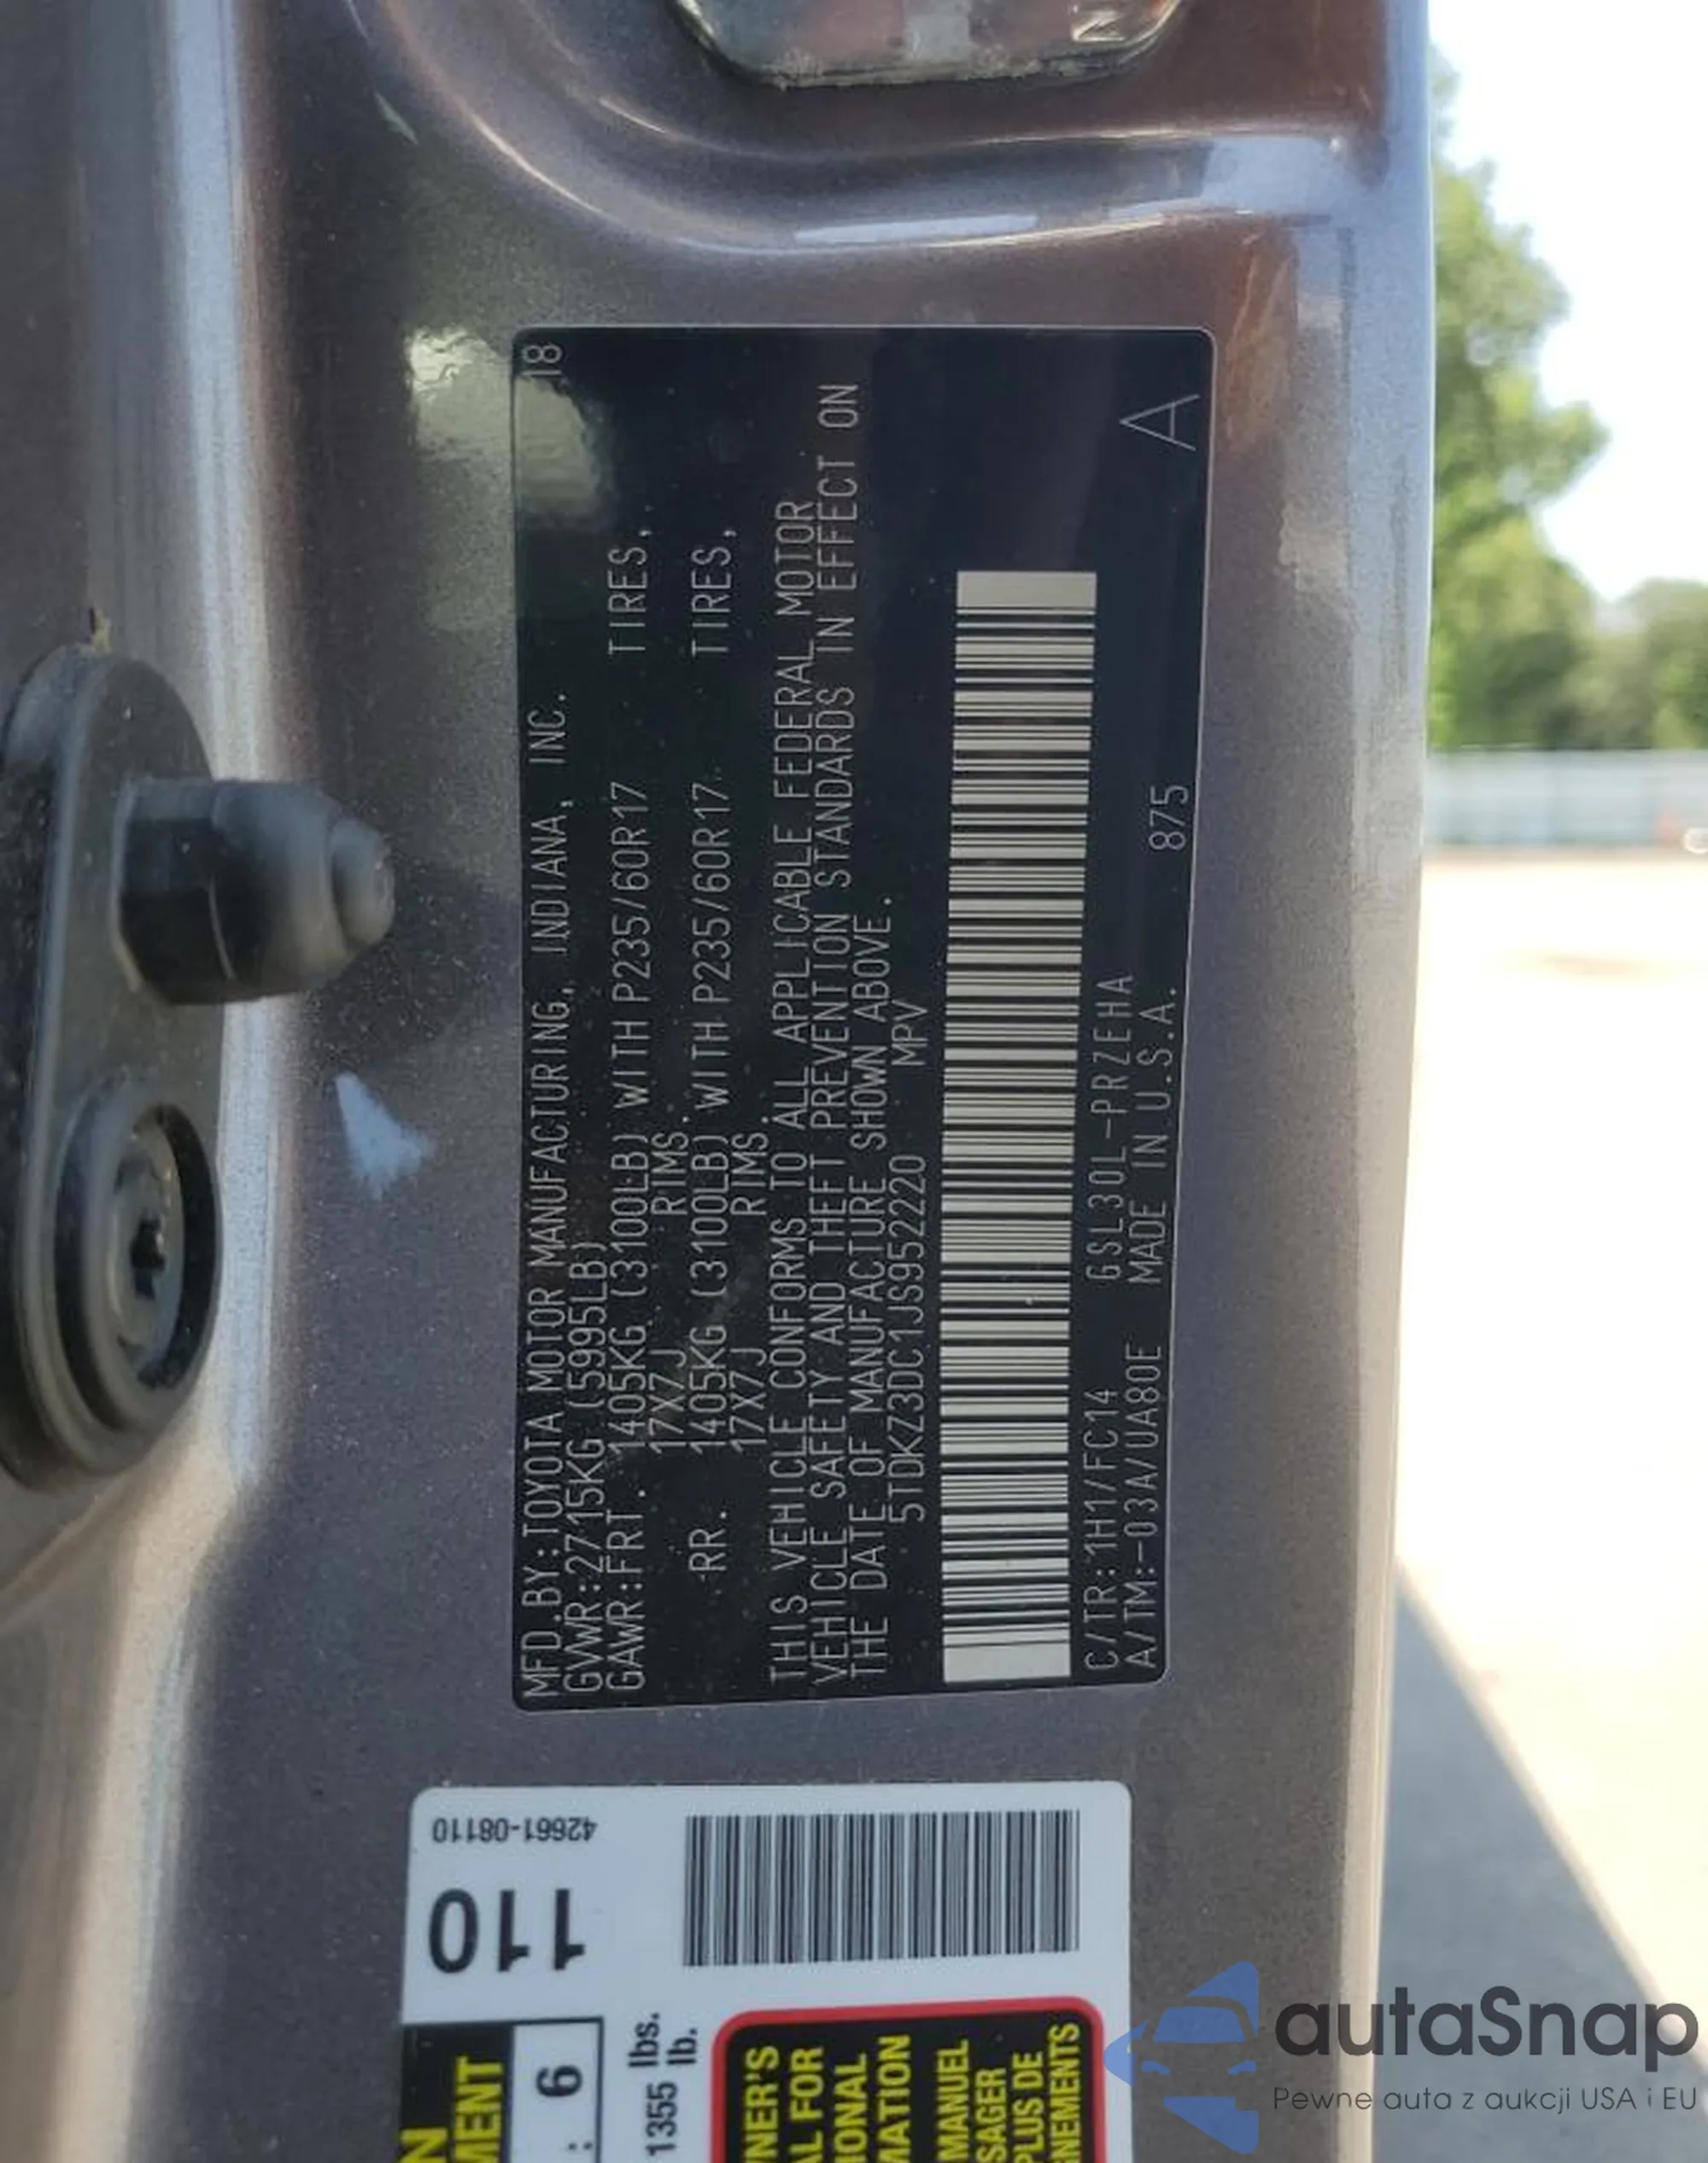 MFD.BY:TOYOTA MOTOR MANUFACTURING, INDIANA, INC. 18
GVWR:2715KG (5995LB)
GAWR:FRT. 1405KG (3100LB) WITH P235/60R17 TIRES,
17X7J RIMS,
RR. 1405KG (3100LB) WITH P235/60R17 TIRES,
17X7J RIMS
THIS VEHICLE CONFORMS TO ALL APPLICABLE FEDERAL MOTOR
VEHICLE SAFETY AND THEFT PREVENTION STANDARDS IN EFFECT ON
THE DATE OF MANUFACTURE SHOWN ABOVE.
5TDKZ3DC1JS952220 MPV
C/TR:1H1/FC14 GSL30L-PRZEHA
A/TM:-03A/UA80E MADE IN U.S.A. 875
A
42661-08110
110
6
1355 lbs.
lb.
MANUEL
PLUS DE
autaSnap
Pewne auta z aukcji USA i EU